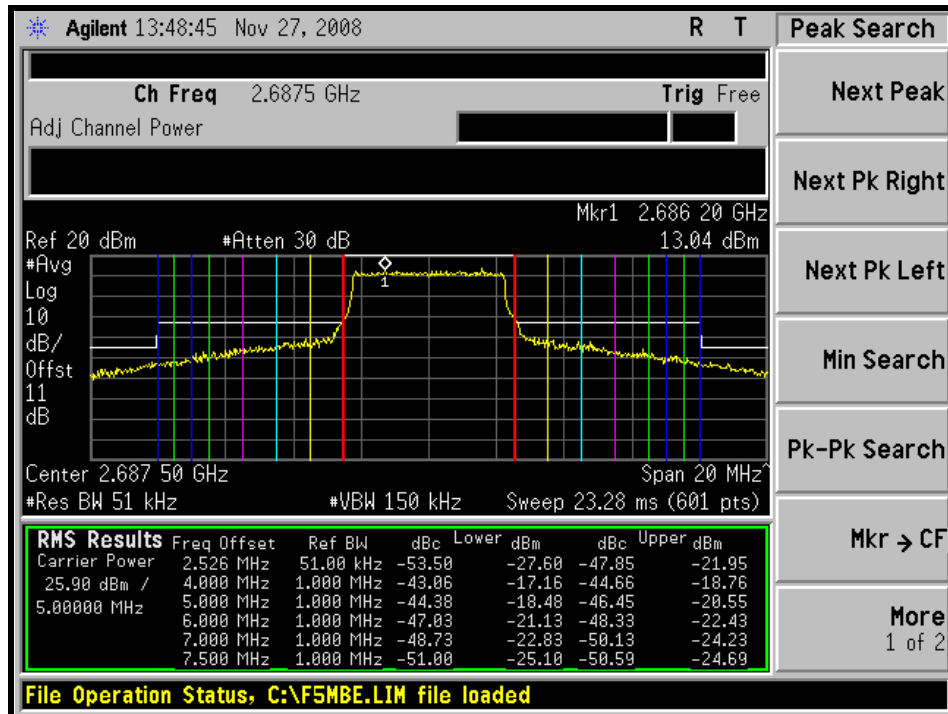 Agilent 13:48:45 Nov 27, 2008 R T
Peak Search
Ch Freq 2.6875 GHz Trig Free
Adj Channel Power
Mkr1 2.686 20 GHz
Ref 20 dBm #Atten 30 dB 13.04 dBm
#Avg
Log
10
dB/
Offst
11
dB
1
Center 2.687 50 GHz Span 20 MHz^
#Res BW 51 kHz #VBW 150 kHz Sweep 23.28 ms (601 pts)
RMS Results Freq Offset Ref BW dBc Lower dBm dBc Upper dBm
Carrier Power 2.526 MHz 51.00 kHz -53.50 -27.60 -47.85 -21.95
25.90 dBm / 4.000 MHz 1.000 MHz -43.06 -17.16 -44.66 -18.76
5.00000 MHz 5.000 MHz 1.000 MHz -44.38 -18.48 -46.45 -20.55
6.000 MHz 1.000 MHz -47.03 -21.13 -48.33 -22.43
7.000 MHz 1.000 MHz -48.73 -22.83 -50.13 -24.23
7.500 MHz 1.000 MHz -51.00 -25.10 -50.59 -24.69
File Operation Status, C:\F5MBE.LIM file loaded
Next Peak
Next Pk Right
Next Pk Left
Min Search
Pk-Pk Search
Mkr → CF
More
1 of 2